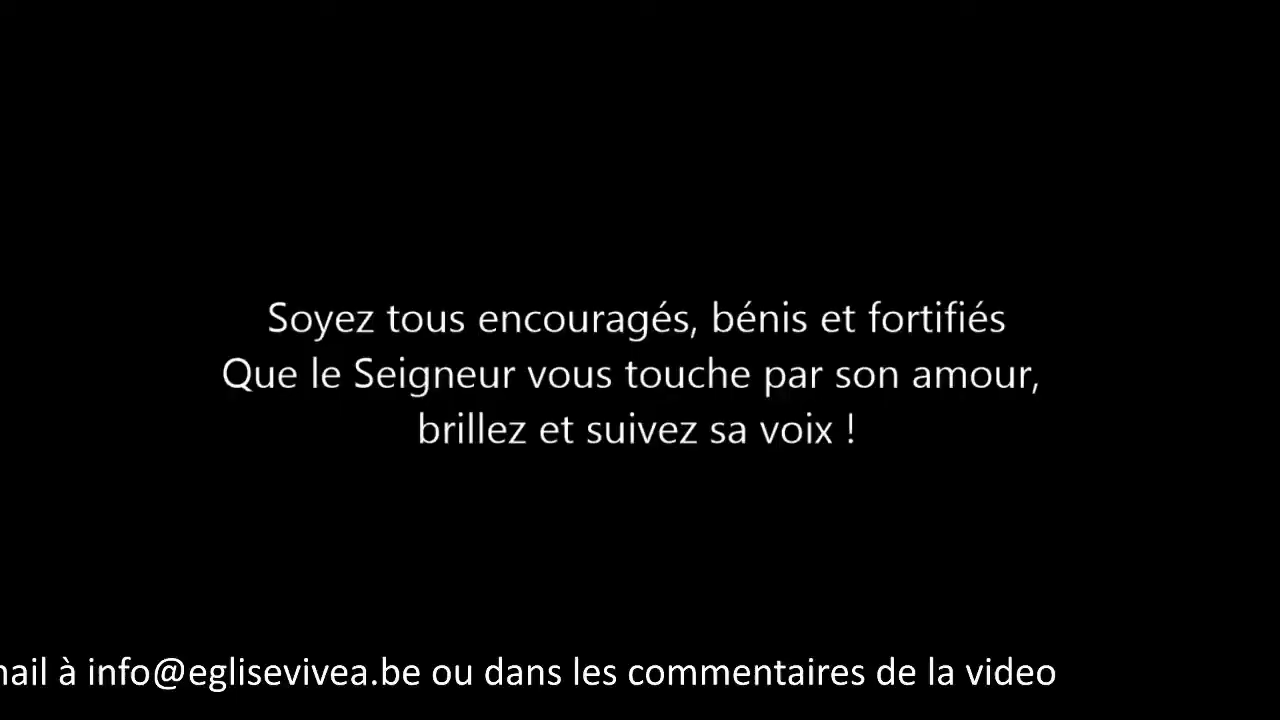 Soyez tous encouragés, bénis et fortifiés
Que le Seigneur vous touche par son amour,
brillez et suivez sa voix !
à info@eglisevivea.be ou dans les commentaires de la video